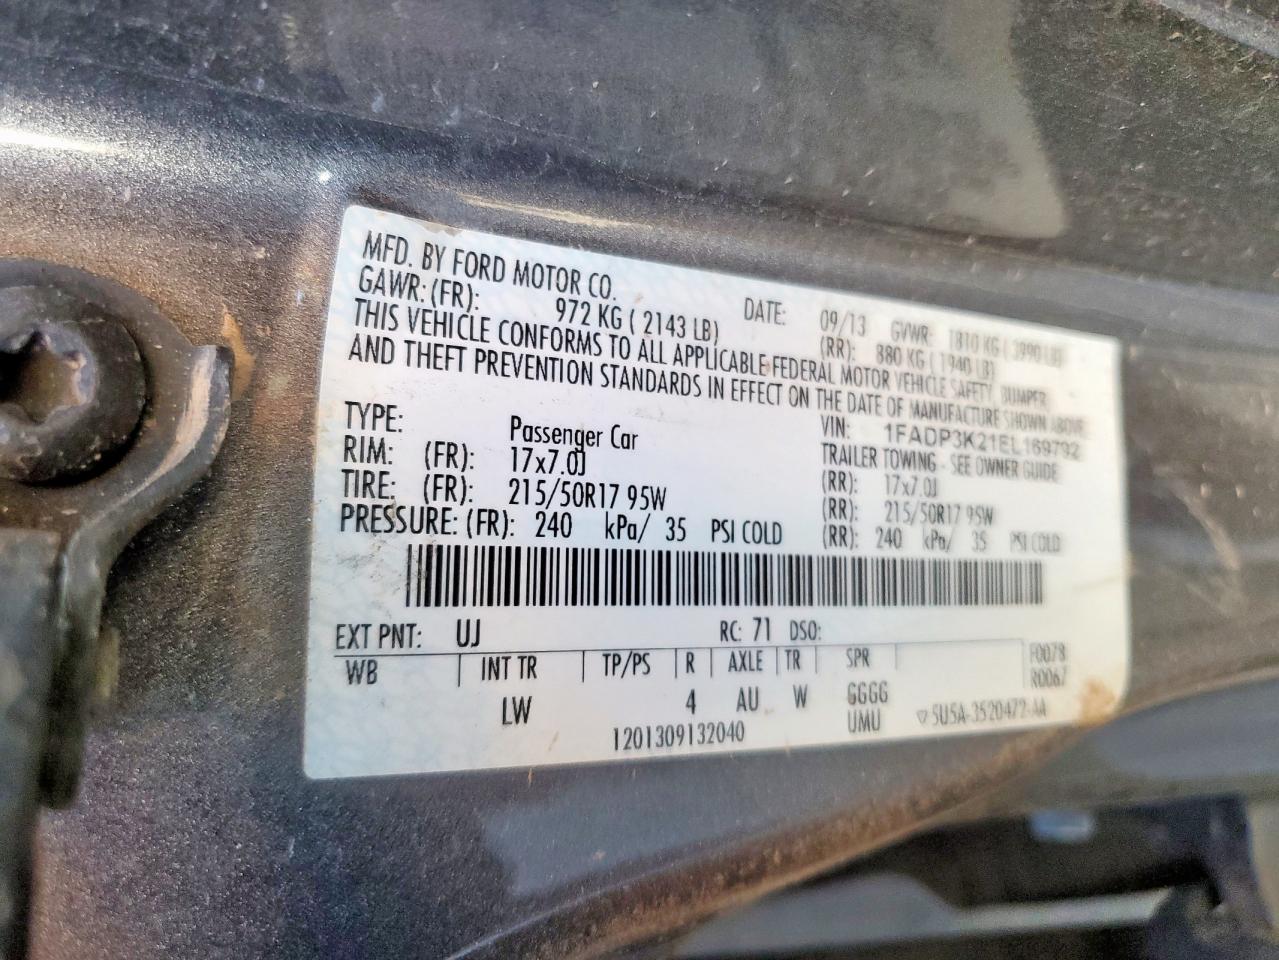 MFD. BY FORD MOTOR CO.
DATE: 09/13 GVWR: 1810 KG ( 3990 LB)
GAWR: (FR): 972 KG ( 2143 LB) (RR): 880 KG ( 1940 LB)
THIS VEHICLE CONFORMS TO ALL APPLICABLE FEDERAL MOTOR VEHICLE SAFETY, BUMPER,
AND THEFT PREVENTION STANDARDS IN EFFECT ON THE DATE OF MANUFACTURE SHOWN ABOVE.
VIN: 1FADP3K21EL169792
TYPE: Passenger Car TRAILER TOWING - SEE OWNER GUIDE
RIM: (FR): 17x7.0J (RR): 17x7.0J
TIRE: (FR): 215/50R17 95W (RR): 215/50R17 95W
PRESSURE: (FR): 240 kPa/ 35 PSI COLD (RR): 240 kPa/ 35 PSI COLD
EXT PNT: UJ RC: 71 DSO:
WB INT TR TP/PS R AXLE TR SPR F0078
R0067
LW 4 AU W GGGG
UMU ▽5U5A-3520472-AA
1201309132040